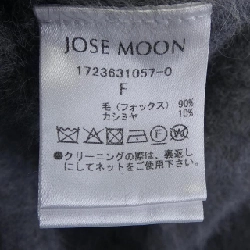 JOSE MOON
1723631057-0
F
毛(フォックス) 90%
カシミヤ 10%
●クリーニングの際は、裏返し
にしてネットをご使用下さい